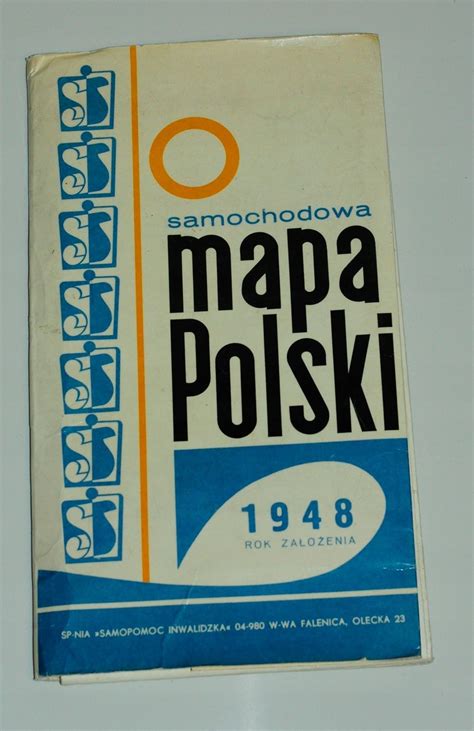 samochodowa
mapa
Polski
1948
ROK ZAŁOŻENIA
SP-NIA »SAMOPOMOC INWALIDZKA« 04-980 W-WA FALENICA, OLECKA 23